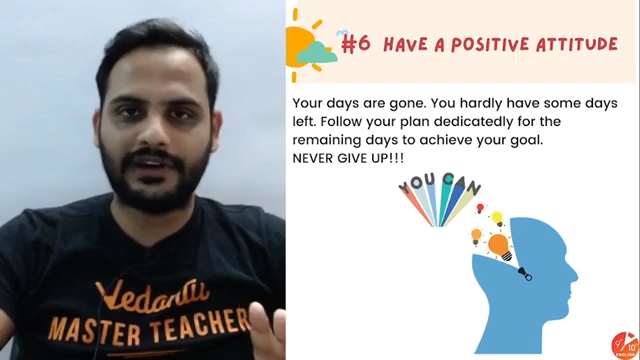 #6 HAVE A POSITIVE ATTITUDE
Your days are gone. You hardly have some days
left. Follow your plan dedicatedly for the
remaining days to achieve your goal.
NEVER GIVE UP!!!
YOU CAN
Vedantu
MASTER TEACHER